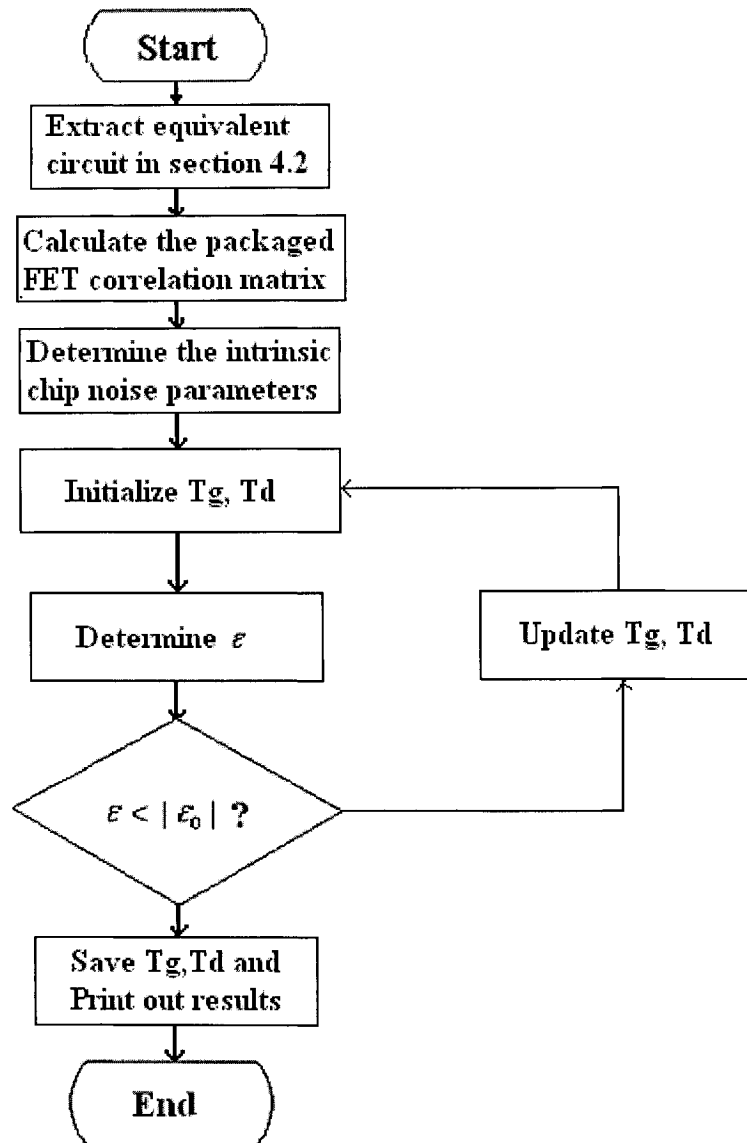 Start
Extract equivalent
circuit in section 4.2
Calculate the packaged
FET correlation matrix
Determine the intrinsic
chip noise parameters
Initialize Tg, Td
Determine ε
Update Tg, Td
ε < | ε₀ | ?
Save Tg,Td and
Print out results
End